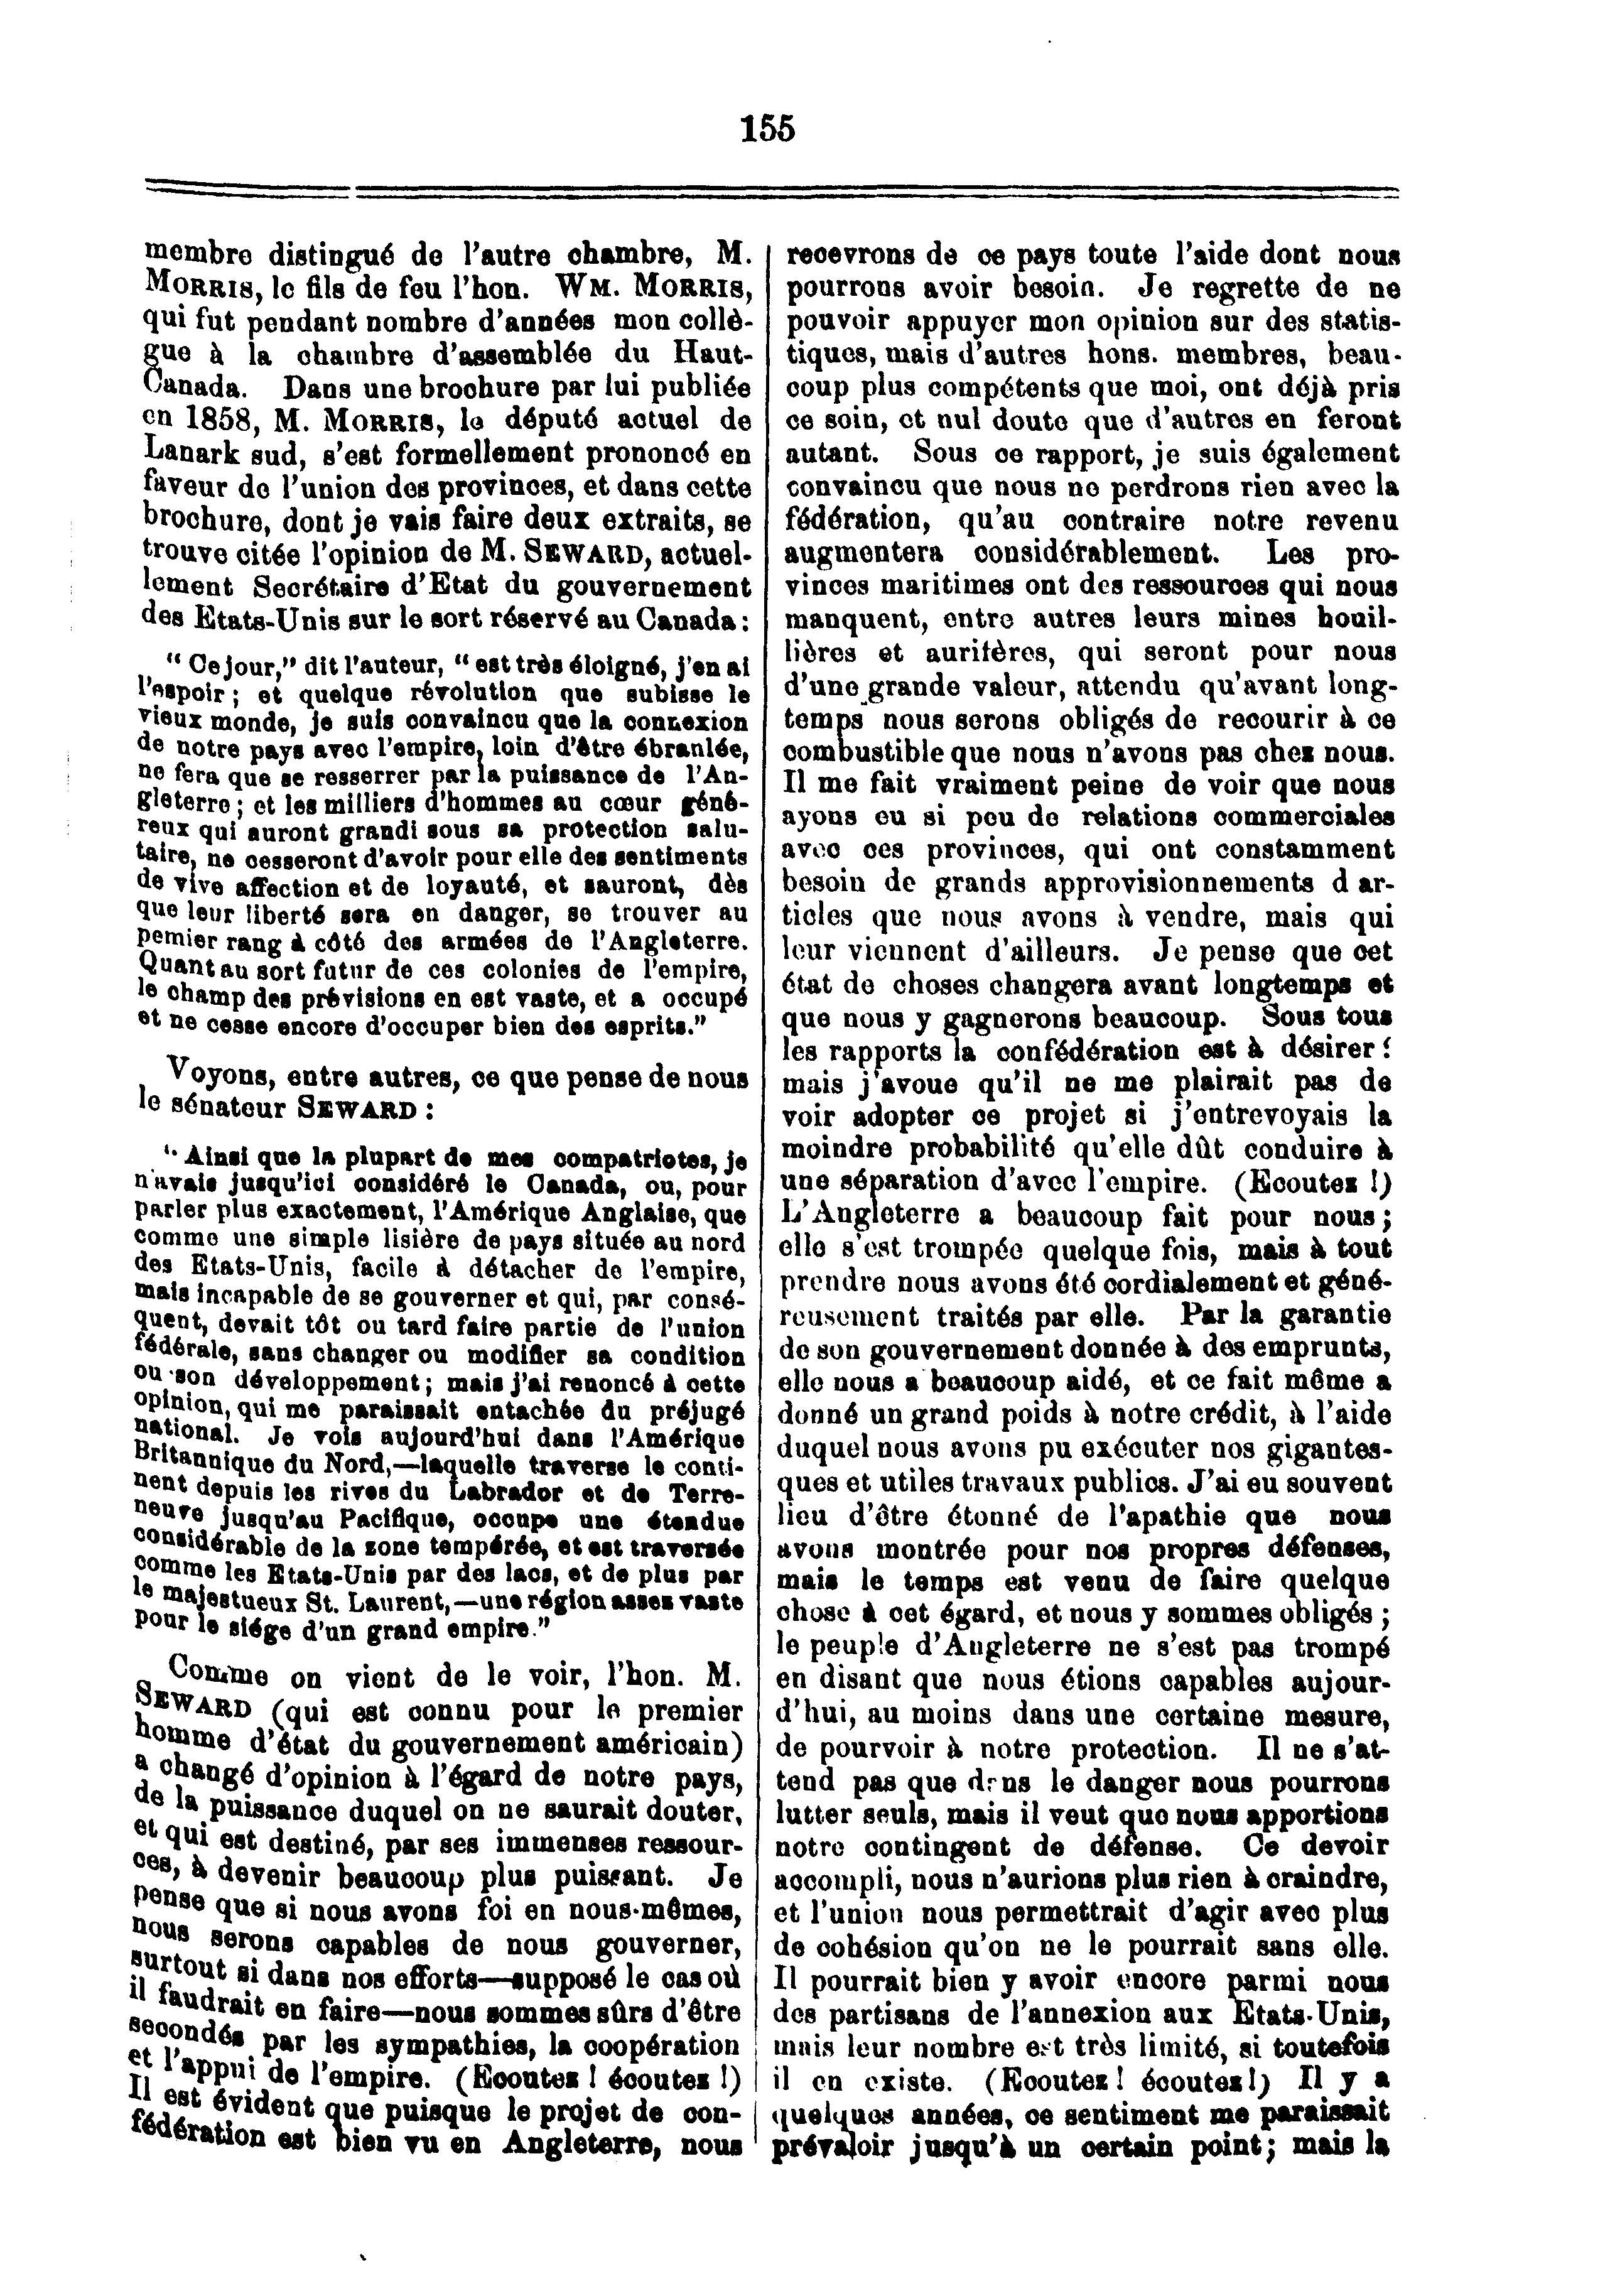 155
membre distingué de l'autre chambre, M.
MORRIS, le fils de feu l'hon. WM. MORRIS,
qui fut pendant nombre d'années mon collè-
gue à la chambre d'assemblée du Haut-
Canada. Dans une brochure par lui publiée
en 1858, M. MORRIS, le député actuel de
Lanark sud, s'est formellement prononcé en
faveur de l'union des provinces, et dans cette
brochure, dont je vais faire deux extraits, se
trouve citée l'opinion de M. SEWARD, actuel-
lement Secrétaire d'Etat du gouvernement
des Etats-Unis sur le sort réservé au Canada :
" Ce jour," dit l'auteur, " est très éloigné, j'en ai
l'espoir ; et quelque révolution que subisse le
vieux monde, je suis convaincu que la connexion
de notre pays avec l'empire, loin d'être ébranlée,
ne fera que se resserrer par la puissance de l'An-
gleterre ; et les milliers d'hommes au cœur géné-
reux qui auront grandi sous sa protection salu-
taire, ne cesseront d'avoir pour elle des sentiments
de vive affection et de loyauté, et sauront, dès
que leur liberté sera en danger, se trouver au
pemier rang à côté des armées de l'Angleterre.
Quant au sort futur de ces colonies de l'empire,
le champ des prévisions en est vaste, et a occupé
et ne cesse encore d'occuper bien des esprits."
Voyons, entre autres, ce que pense de nous
le sénateur SEWARD :
" Ainsi que la plupart de mes compatriotes, je
n'avais jusqu'ici considéré le Canada, ou, pour
parler plus exactement, l'Amérique Anglaise, que
comme une simple lisière de pays située au nord
des Etats-Unis, facile à détacher de l'empire,
mais incapable de se gouverner et qui, par consé-
quent, devait tôt ou tard faire partie de l'union
fédérale, sans changer ou modifier sa condition
ou son développement ; mais j'ai renoncé à cette
opinion, qui me paraissait entachée du préjugé
national. Je vois aujourd'hui dans l'Amérique
Britannique du Nord,—laquelle traverse le conti-
nent depuis les rives du Labrador et de Terre-
neuve jusqu'au Pacifique, occupe une étendue
considérable de la zone tempérée, et est traversée
comme les Etats-Unis par des lacs, et de plus par
le majestueux St. Laurent,—une région assez vaste
pour le siége d'un grand empire."
Comme on vient de le voir, l'hon. M.
SEWARD (qui est connu pour le premier
homme d'état du gouvernement américain)
a changé d'opinion à l'égard de notre pays,
de la puissance duquel on ne saurait douter,
et qui est destiné, par ses immenses ressour-
ces, à devenir beaucoup plus puissant. Je
pense que si nous avons foi en nous-mêmes,
nous serons capables de nous gouverner,
surtout si dans nos efforts—supposé le cas où
il faudrait en faire—nous sommes sûrs d'être
secondés par les sympathies, la coopération
et l'appui de l'empire. (Ecoutez ! écoutez !)
Il est évident que puisque le projet de con-
fédération est bien vu en Angleterre, nous
recevrons de ce pays toute l'aide dont nous
pourrons avoir besoin. Je regrette de ne
pouvoir appuyer mon opinion sur des statis-
tiques, mais d'autres hons. membres, beau-
coup plus compétents que moi, ont déjà pris
ce soin, et nul doute que d'autres en feront
autant. Sous ce rapport, je suis également
convaincu que nous ne perdrons rien avec la
fédération, qu'au contraire notre revenu
augmentera considérablement. Les pro-
vinces maritimes ont des ressources qui nous
manquent, entre autres leurs mines houil-
lières et aurifères, qui seront pour nous
d'une grande valeur, attendu qu'avant long-
temps nous serons obligés de recourir à ce
combustible que nous n'avons pas chez nous.
Il me fait vraiment peine de voir que nous
ayons eu si peu de relations commerciales
avec ces provinces, qui ont constamment
besoin de grands approvisionnements d ar-
ticles que nous avons à vendre, mais qui
leur viennent d'ailleurs. Je pense que cet
état de choses changera avant longtemps et
que nous y gagnerons beaucoup. Sous tous
les rapports la confédération est à désirer :
mais j'avoue qu'il ne me plairait pas de
voir adopter ce projet si j'entrevoyais la
moindre probabilité qu'elle dût conduire à
une séparation d'avec l'empire. (Ecoutez !)
L'Angleterre a beaucoup fait pour nous ;
elle s'est trompée quelque fois, mais à tout
prendre nous avons été cordialement et géné-
reusement traités par elle. Par la garantie
de son gouvernement donnée à des emprunts,
elle nous a beaucoup aidé, et ce fait même a
donné un grand poids à notre crédit, à l'aide
duquel nous avons pu exécuter nos gigantes-
ques et utiles travaux publics. J'ai eu souvent
lieu d'être étonné de l'apathie que nous
avons montrée pour nos propres défenses,
mais le temps est venu de faire quelque
chose à cet égard, et nous y sommes obligés ;
le peuple d'Angleterre ne s'est pas trompé
en disant que nous étions capables aujour-
d'hui, au moins dans une certaine mesure,
de pourvoir à notre protection. Il ne s'at-
tend pas que dans le danger nous pourrons
lutter seuls, mais il veut que nous apportions
notre contingent de défense. Ce devoir
accompli, nous n'aurions plus rien à craindre,
et l'union nous permettrait d'agir avec plus
de cohésion qu'on ne le pourrait sans elle.
Il pourrait bien y avoir encore parmi nous
des partisans de l'annexion aux Etats-Unis,
mais leur nombre est très limité, si toutefois
il en existe. (Ecoutez ! écoutez !) Il y a
quelques années, ce sentiment me paraissait
prévaloir jusqu'à un certain point ; mais la